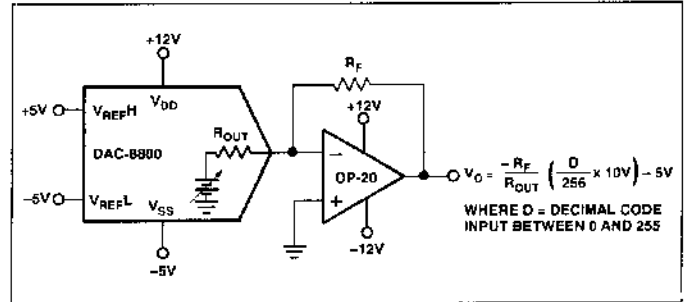 +12V
+5V
VREFH
VDD
DAC-8800
ROUT
−5V
VREFL
VSS
−5V
RF
+12V
−
OP-20
+
−12V
VO = −RF/ROUT (D/256 × 10V) − 5V
WHERE D = DECIMAL CODE
INPUT BETWEEN 0 AND 255